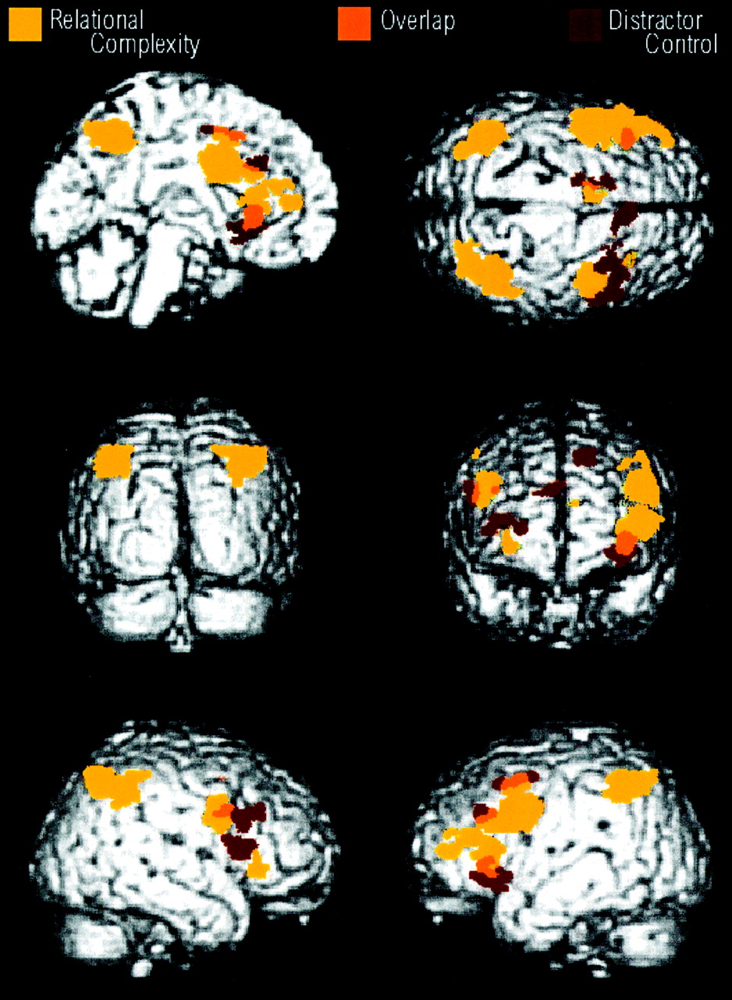 Relational
Complexity
Overlap
Distractor
Control